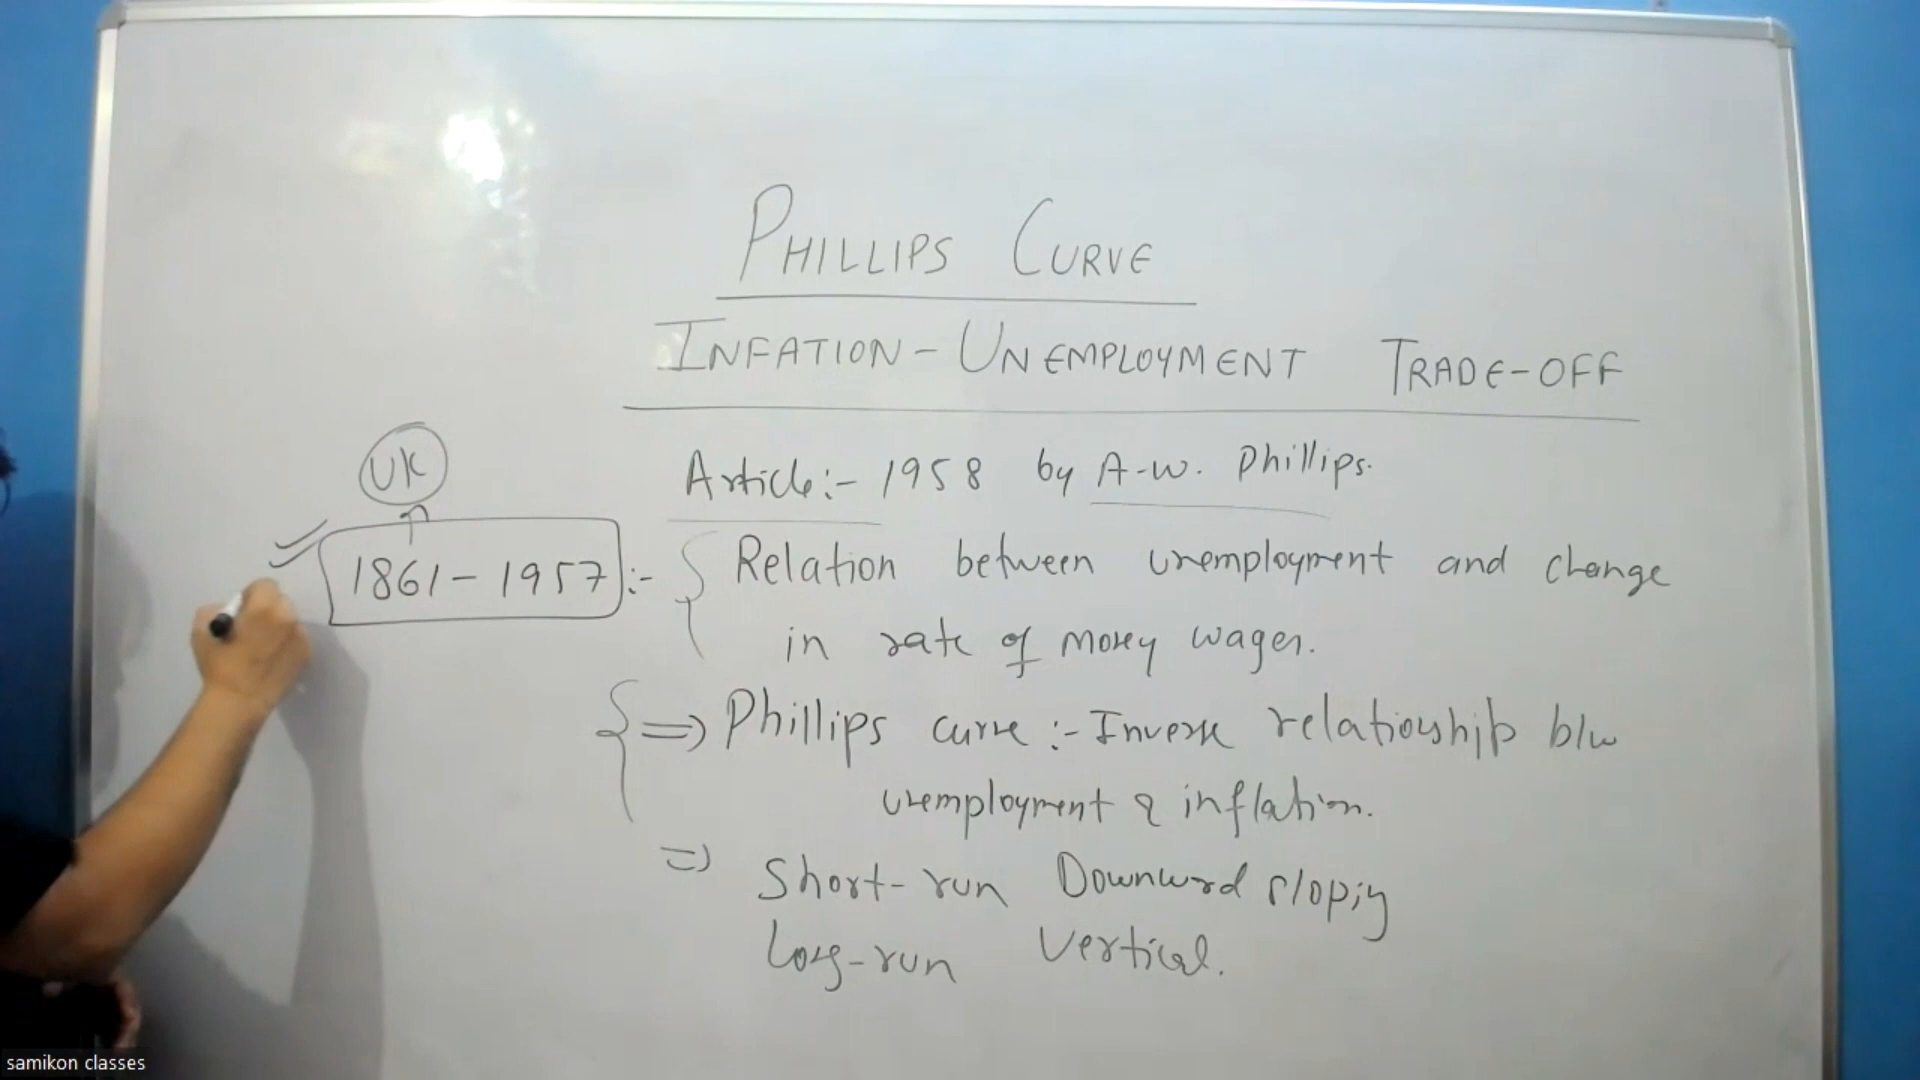 PHILLIPS CURVE
INFATION-UNEMPLOYMENT TRADE-OFF
UK
Article:- 1958 by A-W. Phillips.
1861-1957:- Relation between unemployment and change
in rate of money wages.
=> Phillips curve:- Inverse relationship b/w
unemployment & inflation.
=> Short-run Downward sloping
Long-run Vertical.
samikon classes